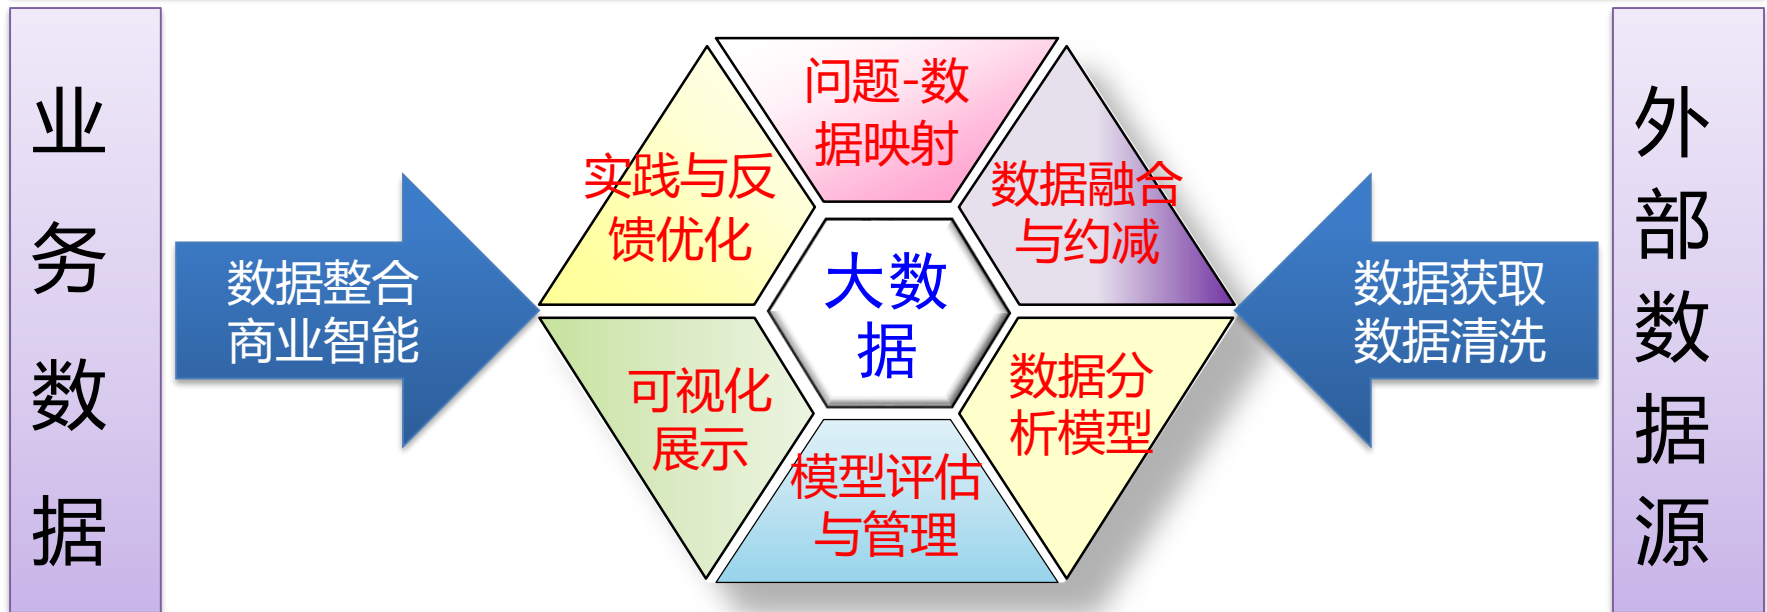 业
务
数
据
数据整合
商业智能
问题-数
据映射
实践与反
馈优化
数据融合
与约减
大数
据
可视化
展示
数据分
析模型
模型评估
与管理
数据获取
数据清洗
外
部
数
据
源